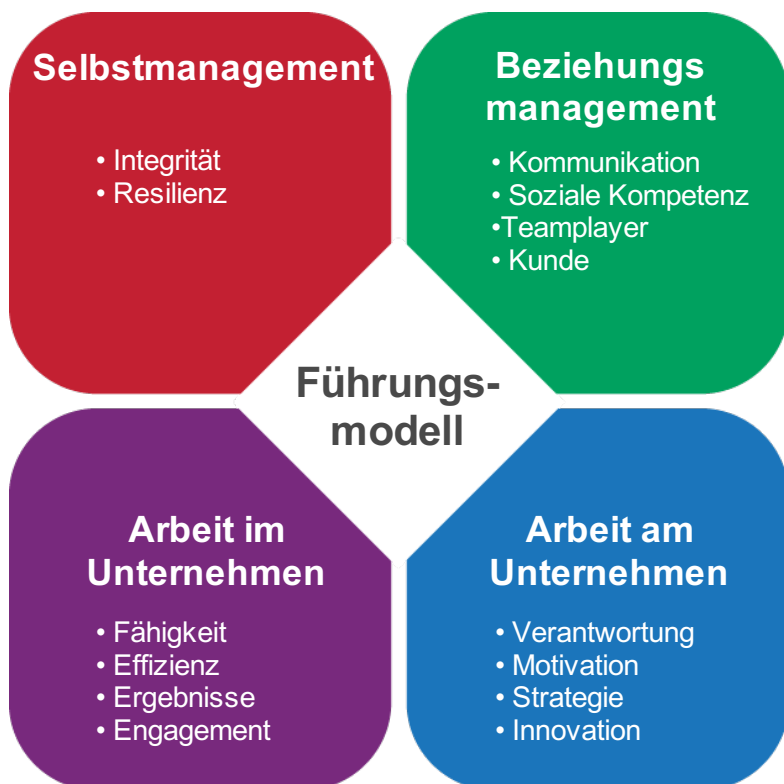 Selbstmanagement
• Integrität
• Resilienz
Beziehungs
management
• Kommunikation
• Soziale Kompetenz
•Teamplayer
• Kunde
Führungs-
modell
Arbeit im
Unternehmen
• Fähigkeit
• Effizienz
• Ergebnisse
• Engagement
Arbeit am
Unternehmen
• Verantwortung
• Motivation
• Strategie
• Innovation